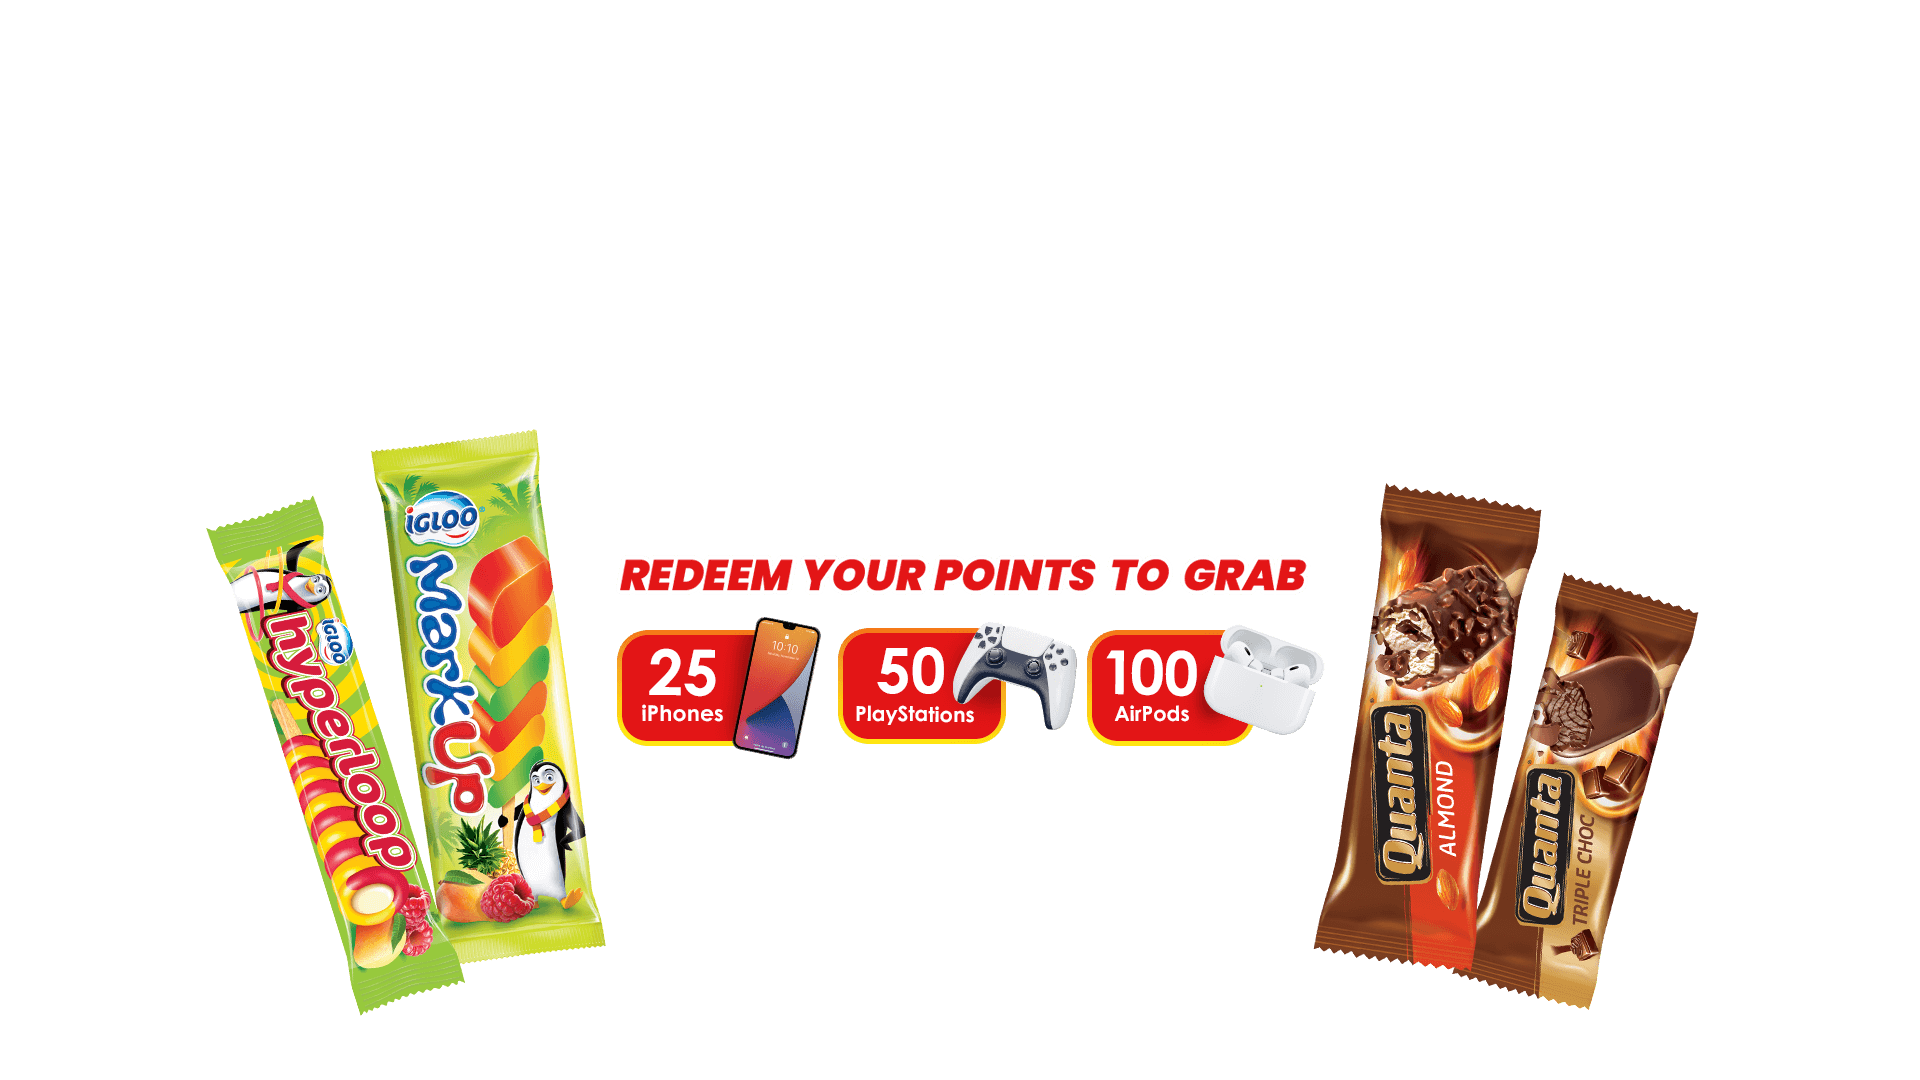 iGLOO
MarkUp
iGLOO
hyperloop
REDEEM YOUR POINTS TO GRAB
25
iPhones
10:10
50
PlayStations
100
AirPods
Quanta
ALMOND
Quanta
TRIPLE CHOC